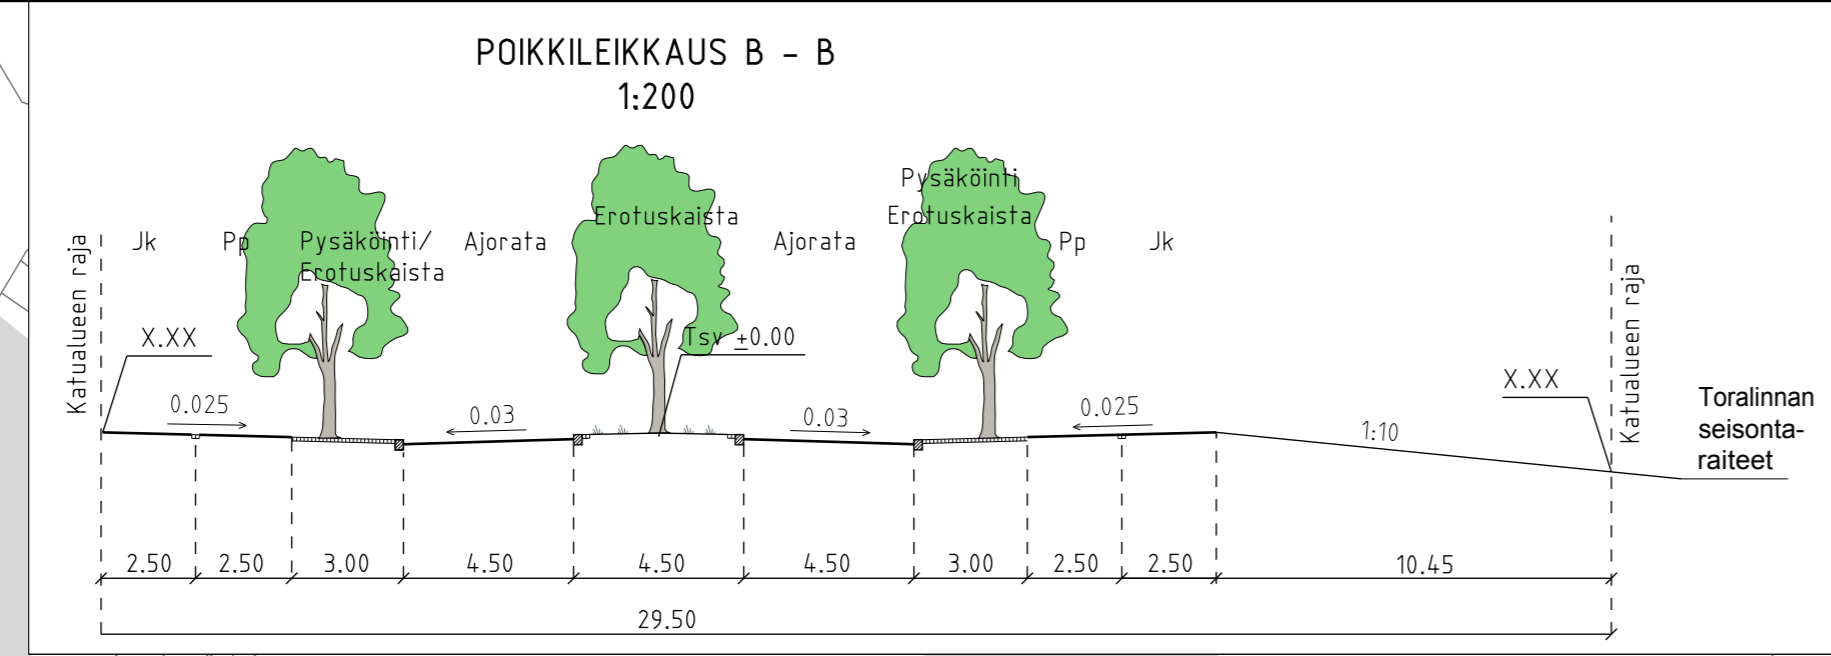 POIKKILEIKKAUS B - B
1:200
Katualueen raja
Jk
Pp
Pysäköinti/
Erotuskaista
Ajorata
Erotuskaista
Ajorata
Pysäköinti
Erotuskaista
Pp
Jk
Katualueen raja
X.XX
Tsv ±0.00
X.XX
0.025
0.03
0.03
0.025
1:10
Toralinnan
seisonta-
raiteet
2.50 2.50 3.00 4.50 4.50 4.50 3.00 2.50 2.50 10.45
29.50